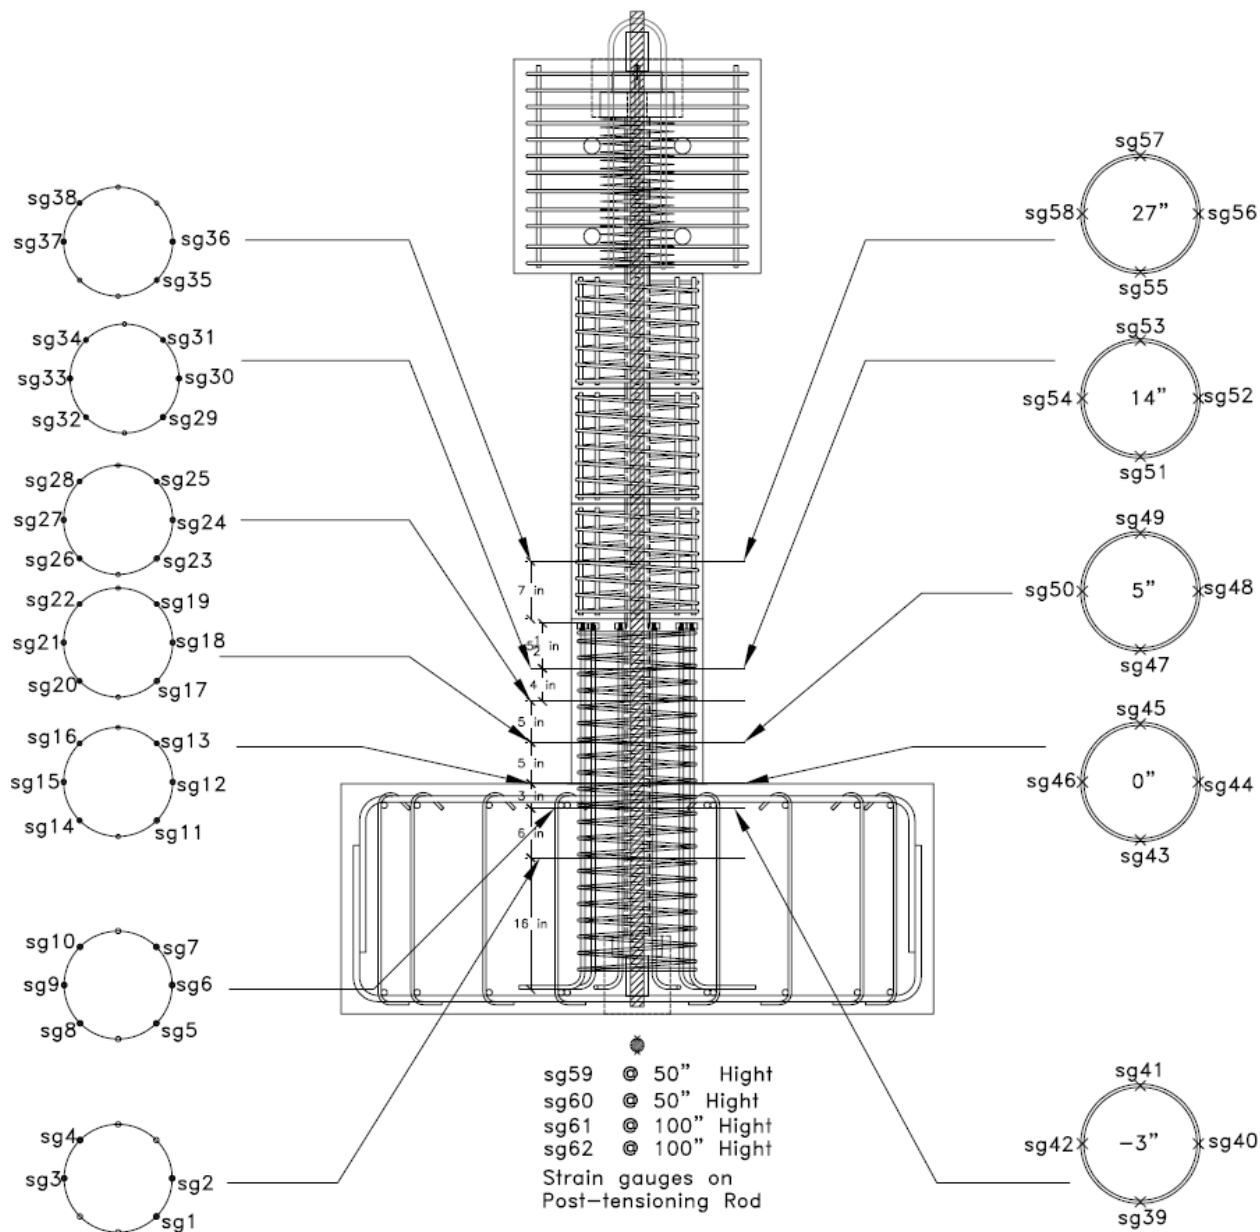 sg38
sg37
sg36
sg35
sg34
sg31
sg33
sg30
sg32
sg29
sg28
sg25
sg27
sg24
sg26
sg23
sg22
sg19
sg21
sg18
sg20
sg17
sg16
sg13
sg15
sg12
sg14
sg11
sg10
sg7
sg9
sg6
sg8
sg5
sg4
sg3
sg2
sg1
7 in
5 1/2 in
4 in
5 in
5 in
3 in
6 in
16 in
sg59 @ 50" Hight
sg60 @ 50" Hight
sg61 @ 100" Hight
sg62 @ 100" Hight
Strain gauges on
Post-tensioning Rod
sg57
sg58 27" sg56
sg55
sg53
sg54 14" sg52
sg51
sg49
sg50 5" sg48
sg47
sg45
sg46 0" sg44
sg43
sg41
sg42 -3" sg40
sg39